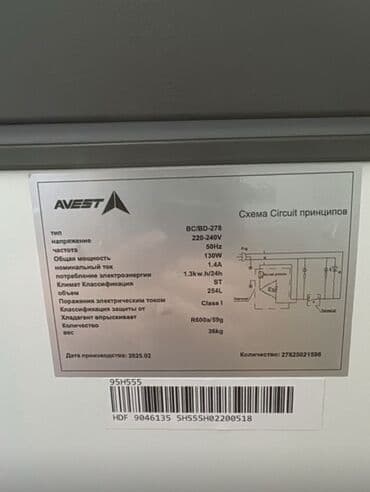 AVEST
Схема Circuit принципов
тип BC/BD-278
напряжение 220-240V
частота 50Hz
Общая мощность 130W
номинальный ток 1.4A
потребление электроэнергии 1.3kw.h/24h
Климат Классификация ST
объем 254L
Поражения электрическим током
Классификация защиты от Class I
Хладагент впрыскивает R600a/59g
Количество
вес 36kg
Дата производства: 2025.02
Количество: 27825021598
95H555
HDF 9046135 5H555H02200518